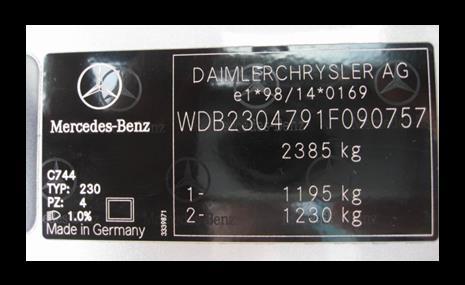 DAIMLERCHRYSLER AG
e1*98/14*0169
WDB2304791F090757
2385 kg
1- 1195 kg
2- 1230 kg
Mercedes-Benz
C744
TYP: 230
PZ: 4
1.0%
Made in Germany
3339871